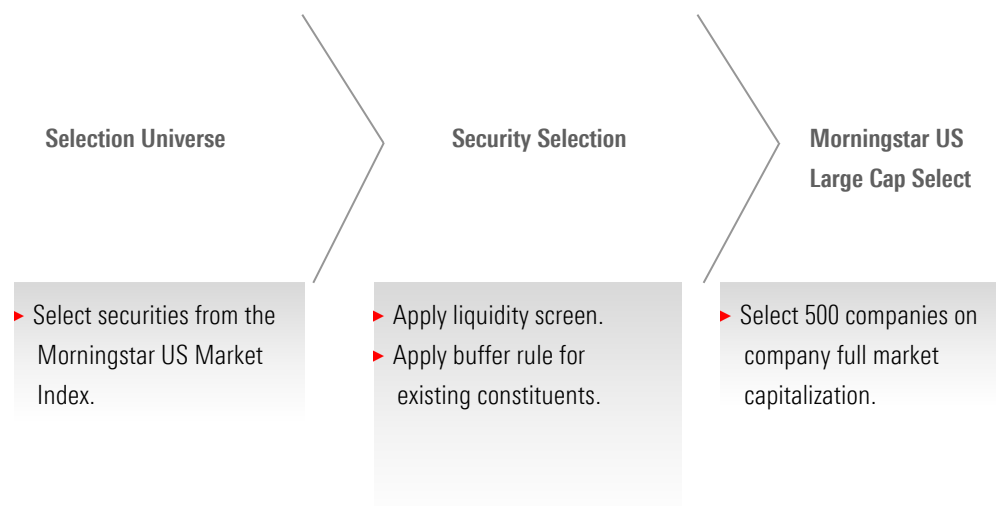 Selection Universe
Security Selection
Morningstar US
Large Cap Select
▶ Select securities from the
Morningstar US Market
Index.
▶ Apply liquidity screen.
▶ Apply buffer rule for
existing constituents.
▶ Select 500 companies on
company full market
capitalization.